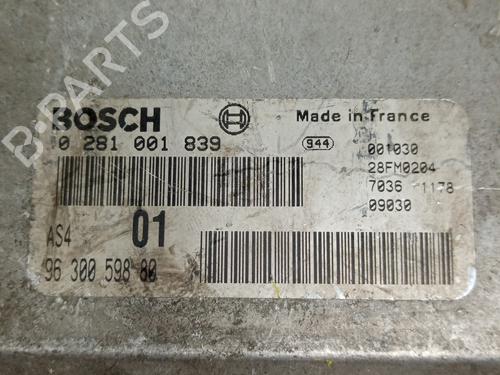 B-PARTS
BOSCH
Made in France
0 281 001 839
944
001030
28FM0204
7036 1178
09030
AS4
01
96 300 598 80